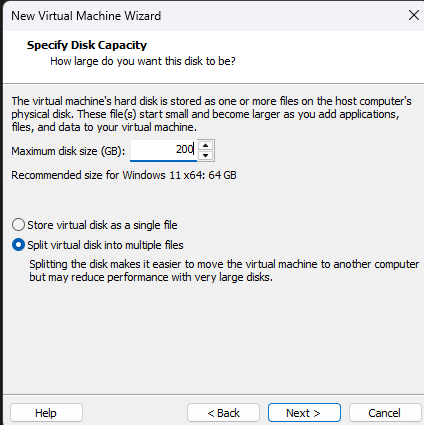 New Virtual Machine Wizard
Specify Disk Capacity
How large do you want this disk to be?
The virtual machine's hard disk is stored as one or more files on the host computer's
physical disk. These file(s) start small and become larger as you add applications,
files, and data to your virtual machine.
Maximum disk size (GB): 200
Recommended size for Windows 11 x64: 64 GB
Store virtual disk as a single file
Split virtual disk into multiple files
Splitting the disk makes it easier to move the virtual machine to another computer
but may reduce performance with very large disks.
Help < Back Next > Cancel